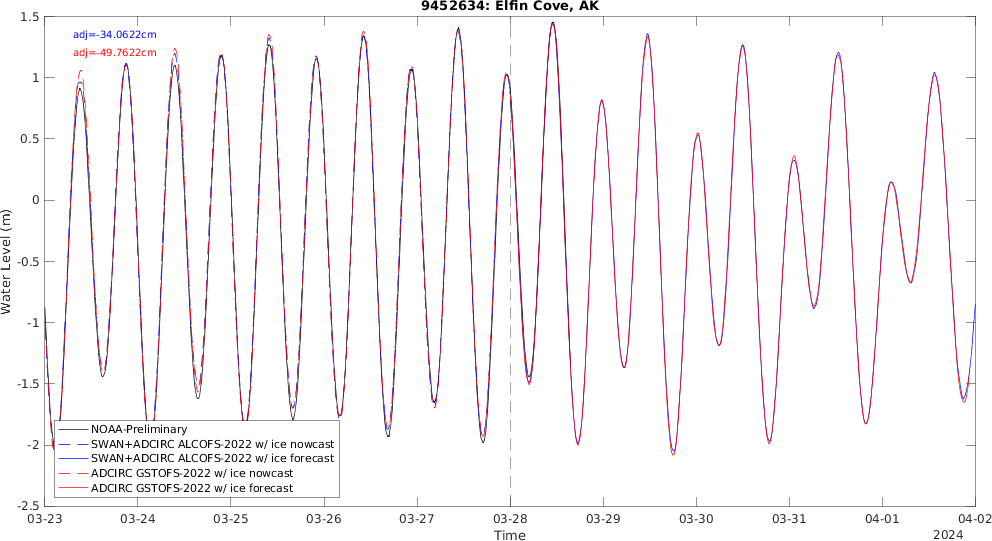 9452634: Elfin Cove, AK
adj=-34.0622cm
adj=-49.7622cm
1.5
1
0.5
0
-0.5
-1
-1.5
-2
-2.5
Water Level (m)
NOAA-Preliminary
SWAN+ADCIRC ALCOFS-2022 w/ ice nowcast
SWAN+ADCIRC ALCOFS-2022 w/ ice forecast
ADCIRC GSTOFS-2022 w/ ice nowcast
ADCIRC GSTOFS-2022 w/ ice forecast
03-23 03-24 03-25 03-26 03-27 03-28 03-29 03-30 03-31 04-01 04-02
Time
2024